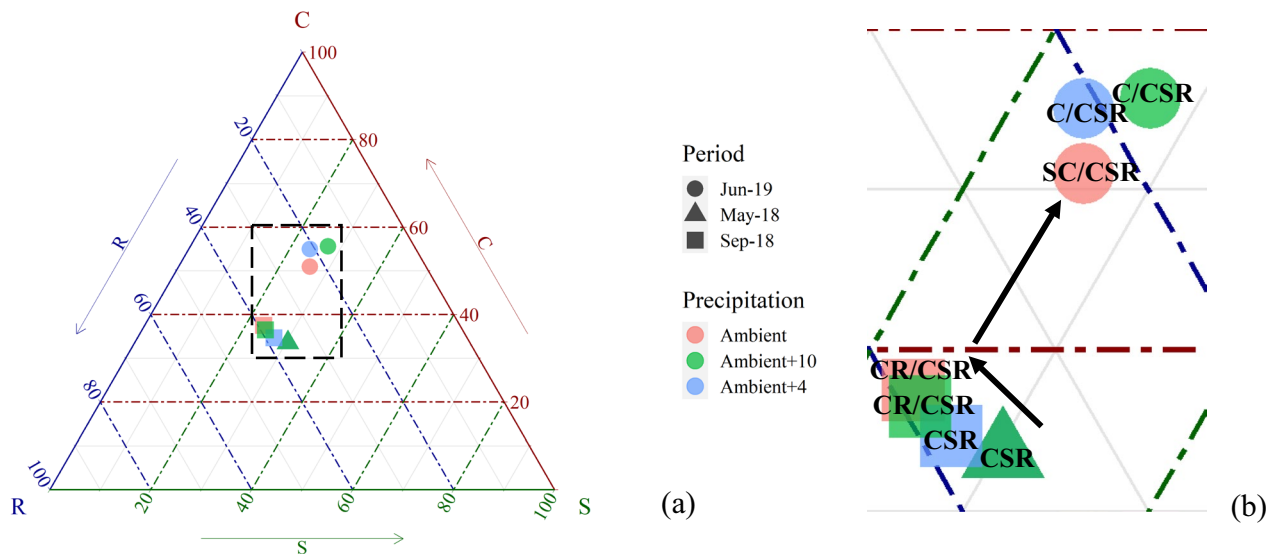 C
100
20
80
40
60
60
40
80
20
100
R
20
40
60
80
100
S
R
C
S
(a)
Period
Jun-19
May-18
Sep-18
Precipitation
Ambient
Ambient+10
Ambient+4
C/CSR
C/CSR
SC/CSR
CR/CSR
CR/CSR
CSR
CSR
(b)